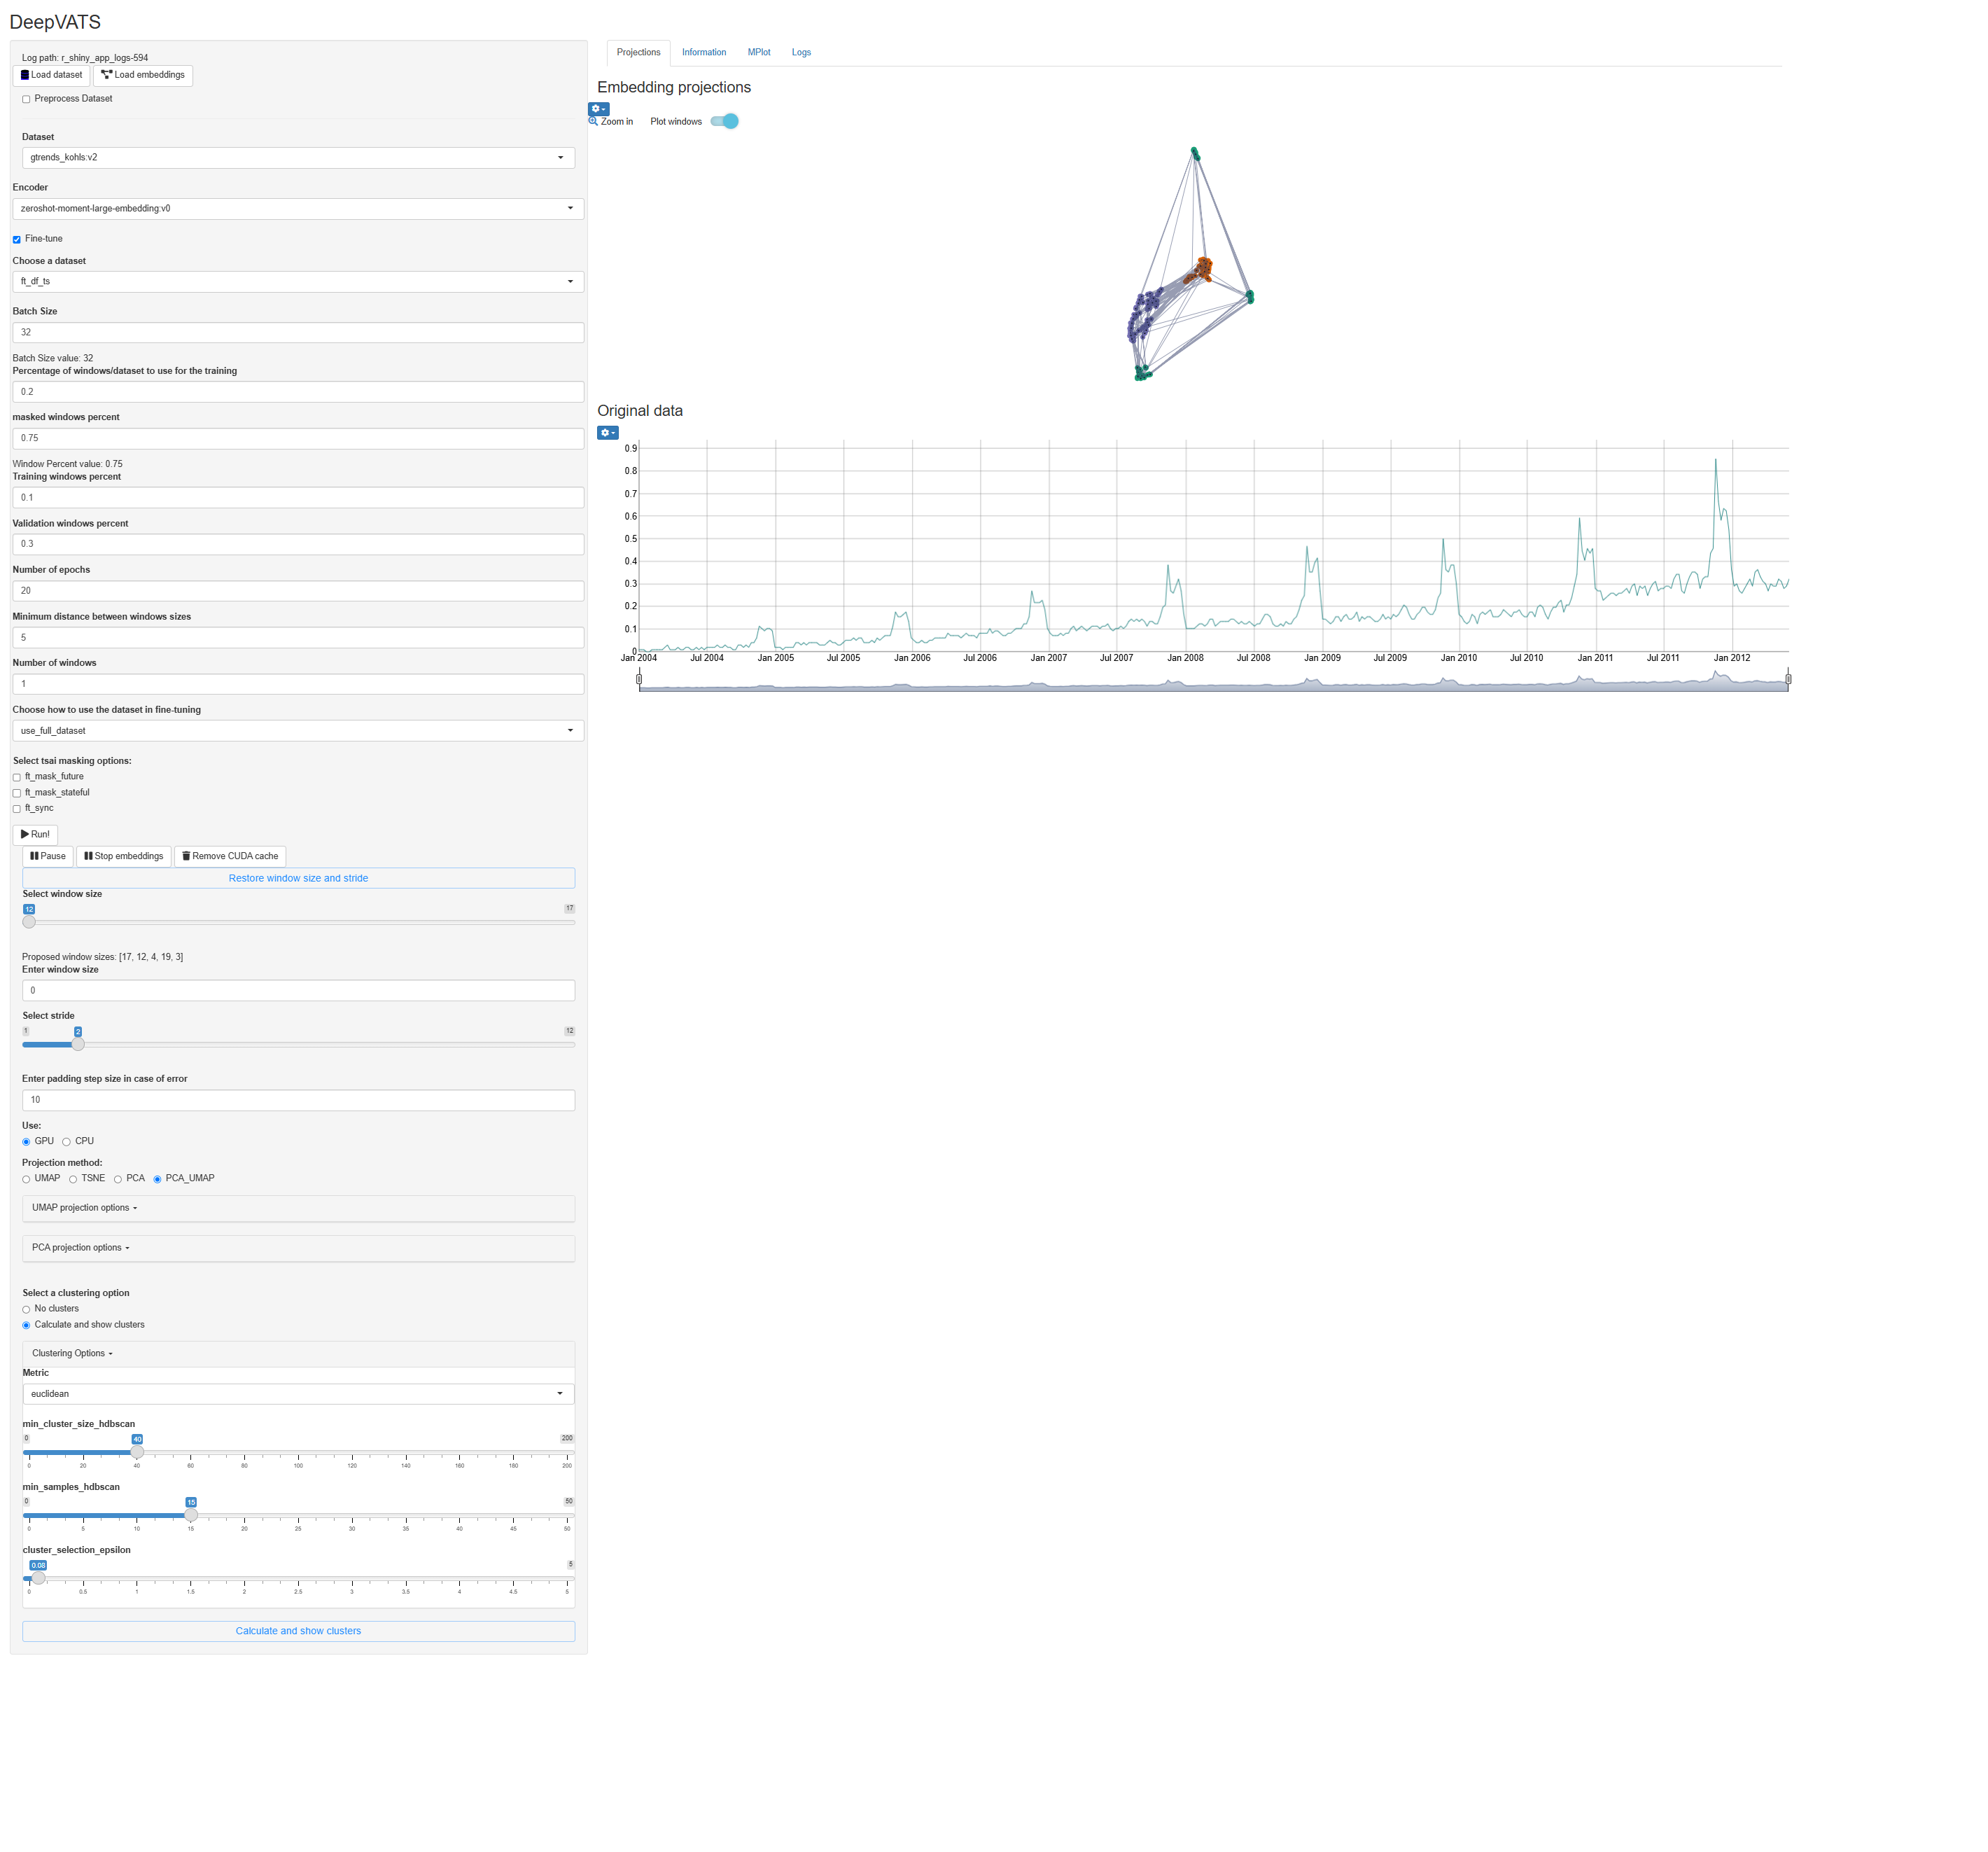 DeepVATS
Log path: r_shiny_app_logs-594
Load dataset Load embeddings
Preprocess Dataset
Dataset
gtrends_kohls:v2
Encoder
zeroshot-moment-large-embedding:v0
Fine-tune
Choose a dataset
ft_df_ts
Batch Size
32
Batch Size value: 32
Percentage of windows/dataset to use for the training
0.2
masked windows percent
0.75
Window Percent value: 0.75
Training windows percent
0.1
Validation windows percent
0.3
Number of epochs
20
Minimum distance between windows sizes
5
Number of windows
1
Choose how to use the dataset in fine-tuning
use_full_dataset
Select tsai masking options:
ft_mask_future
ft_mask_stateful
ft_sync
Run!
Pause Stop embeddings Remove CUDA cache
Restore window size and stride
Select window size
12 17
Proposed window sizes: [17, 12, 4, 19, 3]
Enter window size
0
Select stride
1 2 12
Enter padding step size in case of error
10
Use:
GPU CPU
Projection method:
UMAP TSNE PCA PCA_UMAP
UMAP projection options
PCA projection options
Select a clustering option
No clusters
Calculate and show clusters
Clustering Options
Metric
euclidean
min_cluster_size_hdbscan
0 40 200
0 20 40 60 80 100 120 140 160 180 200
min_samples_hdbscan
0 15 50
0 5 10 15 20 25 30 35 40 45 50
cluster_selection_epsilon
0.08 5
0 0.5 1 1.5 2 2.5 3 3.5 4 4.5 5
Calculate and show clusters
Projections Information MPlot Logs
Embedding projections
Zoom in Plot windows
Original data
0.9
0.8
0.7
0.6
0.5
0.4
0.3
0.2
0.1
0
Jan 2004 Jul 2004 Jan 2005 Jul 2005 Jan 2006 Jul 2006 Jan 2007 Jul 2007 Jan 2008 Jul 2008 Jan 2009 Jul 2009 Jan 2010 Jul 2010 Jan 2011 Jul 2011 Jan 2012